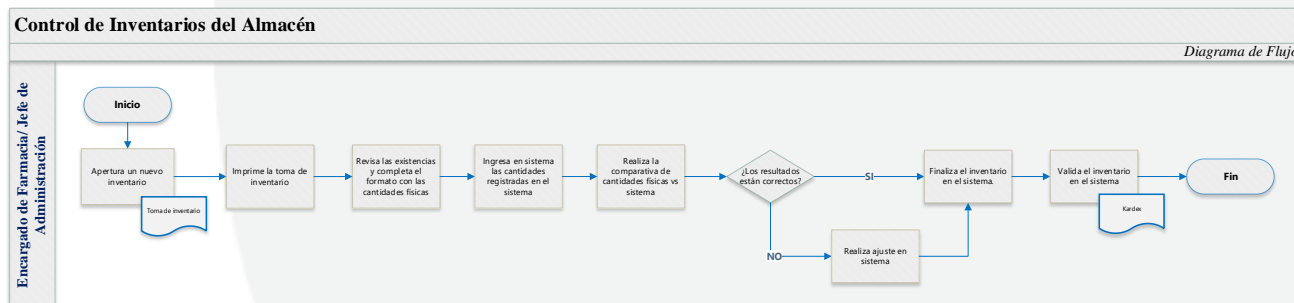 Control de Inventarios del Almacén
Diagrama de Flujo
Encargado de Farmacia/ Jefe de
Administración
Inicio
Apertura un nuevo
inventario
Toma de inventario
Imprime la toma de
inventario
Revisa las existencias
y completa el
formato con las
cantidades físicas
Ingresa en sistema
las cantidades
registradas en el
sistema
Realiza la
comparativa de
cantidades físicas vs
sistema
¿Los resultados
están correctos?
SI
NO
Realiza ajuste en
sistema
Finaliza el inventario
en el sistema.
Valida el inventario
en el sistema
Kardex
Fin